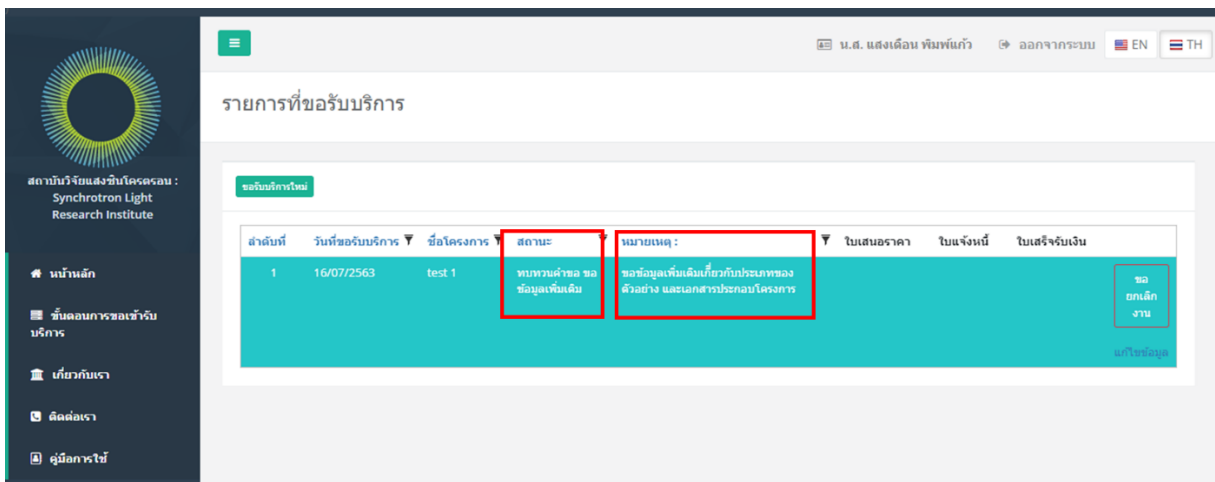 น.ส. แสงเดือน พิมพ์แก้ว ออกจากระบบ EN TH
รายการที่ขอรับบริการ
สถาบันวิจัยแสงซินโครตรอน :
Synchrotron Light
Research Institute
หน้าหลัก
ขั้นตอนการขอเข้ารับ
บริการ
เกี่ยวกับเรา
ติดต่อเรา
คู่มือการใช้
ขอรับบริการใหม่
ลำดับที่ วันที่ขอรับบริการ ชื่อโครงการ สถานะ หมายเหตุ : ใบเสนอราคา ใบแจ้งหนี้ ใบเสร็จรับเงิน
1 16/07/2563 test 1 ทบทวนคำขอ ขอ ขอข้อมูลเพิ่มเติมเกี่ยวกับประเภทของ
ข้อมูลเพิ่มเติม ตัวอย่าง และเอกสารประกอบโครงการ
ขอ
ยกเลิก
งาน
แก้ไขข้อมูล